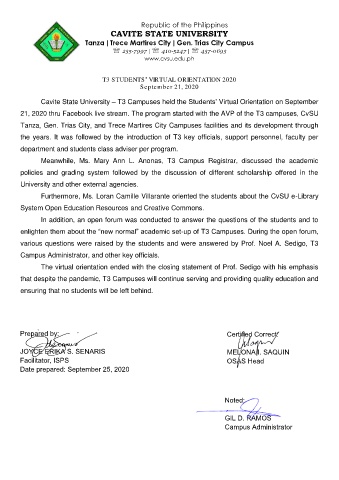 Republic of the Philippines
CAVITE STATE UNIVERSITY
Tanza | Trece Martires City | Gen. Trias City Campus
☏ 235-7997 | ☏ 410-5247 | ☏ 437-0693
www.cvsu.edu.ph
T3 STUDENTS' VIRTUAL ORIENTATION 2020
September 21, 2020
Cavite State University – T3 Campuses held the Students' Virtual Orientation on September
21, 2020 thru Facebook live stream. The program started with the AVP of the T3 campuses, CvSU
Tanza, Gen. Trias City, and Trece Martires City Campuses facilities and its development through
the years. It was followed by the introduction of T3 key officials, support personnel, faculty per
department and students class adviser per program.
Meanwhile, Ms. Mary Ann L. Anonas, T3 Campus Registrar, discussed the academic
policies and grading system followed by the discussion of different scholarship offered in the
University and other external agencies.
Furthermore, Ms. Loran Camille Villarante oriented the students about the CvSU e-Library
System Open Education Resources and Creative Commons.
In addition, an open forum was conducted to answer the questions of the students and to
enlighten them about the “new normal” academic set-up of T3 Campuses. During the open forum,
various questions were raised by the students and were answered by Prof. Noel A. Sedigo, T3
Campus Administrator, and other key officials.
The virtual orientation ended with the closing statement of Prof. Sedigo with his emphasis
that despite the pandemic, T3 Campuses will continue serving and providing quality education and
ensuring that no students will be left behind.
Prepared by:
JOYCE ERIKA S. SENARIS
Facilitator, ISPS
Date prepared: September 25, 2020
Certified Correct:
MELONA I. SAQUIN
OSAS Head
Noted:
GIL D. RAMOS
Campus Administrator